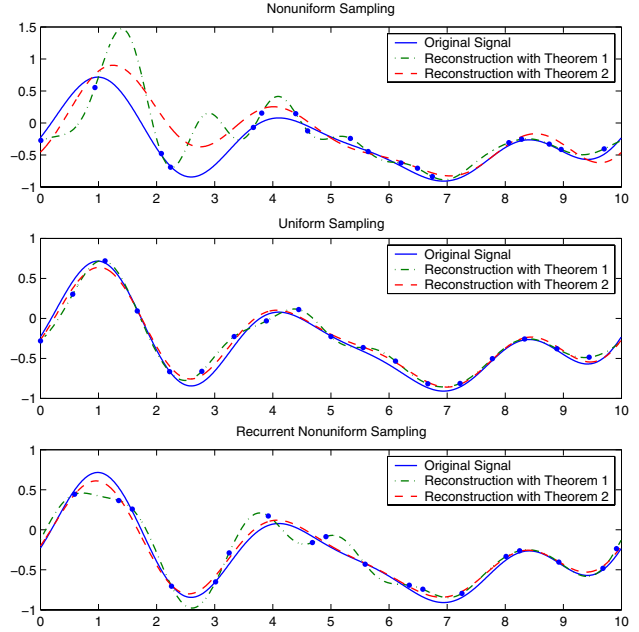 Nonuniform Sampling
1.5
1
0.5
0
−0.5
−1
Original Signal
Reconstruction with Theorem 1
Reconstruction with Theorem 2
0 1 2 3 4 5 6 7 8 9 10
Uniform Sampling
1
0.5
0
−0.5
−1
Original Signal
Reconstruction with Theorem 1
Reconstruction with Theorem 2
0 1 2 3 4 5 6 7 8 9 10
Recurrent Nonuniform Sampling
1
0.5
0
−0.5
−1
Original Signal
Reconstruction with Theorem 1
Reconstruction with Theorem 2
0 1 2 3 4 5 6 7 8 9 10